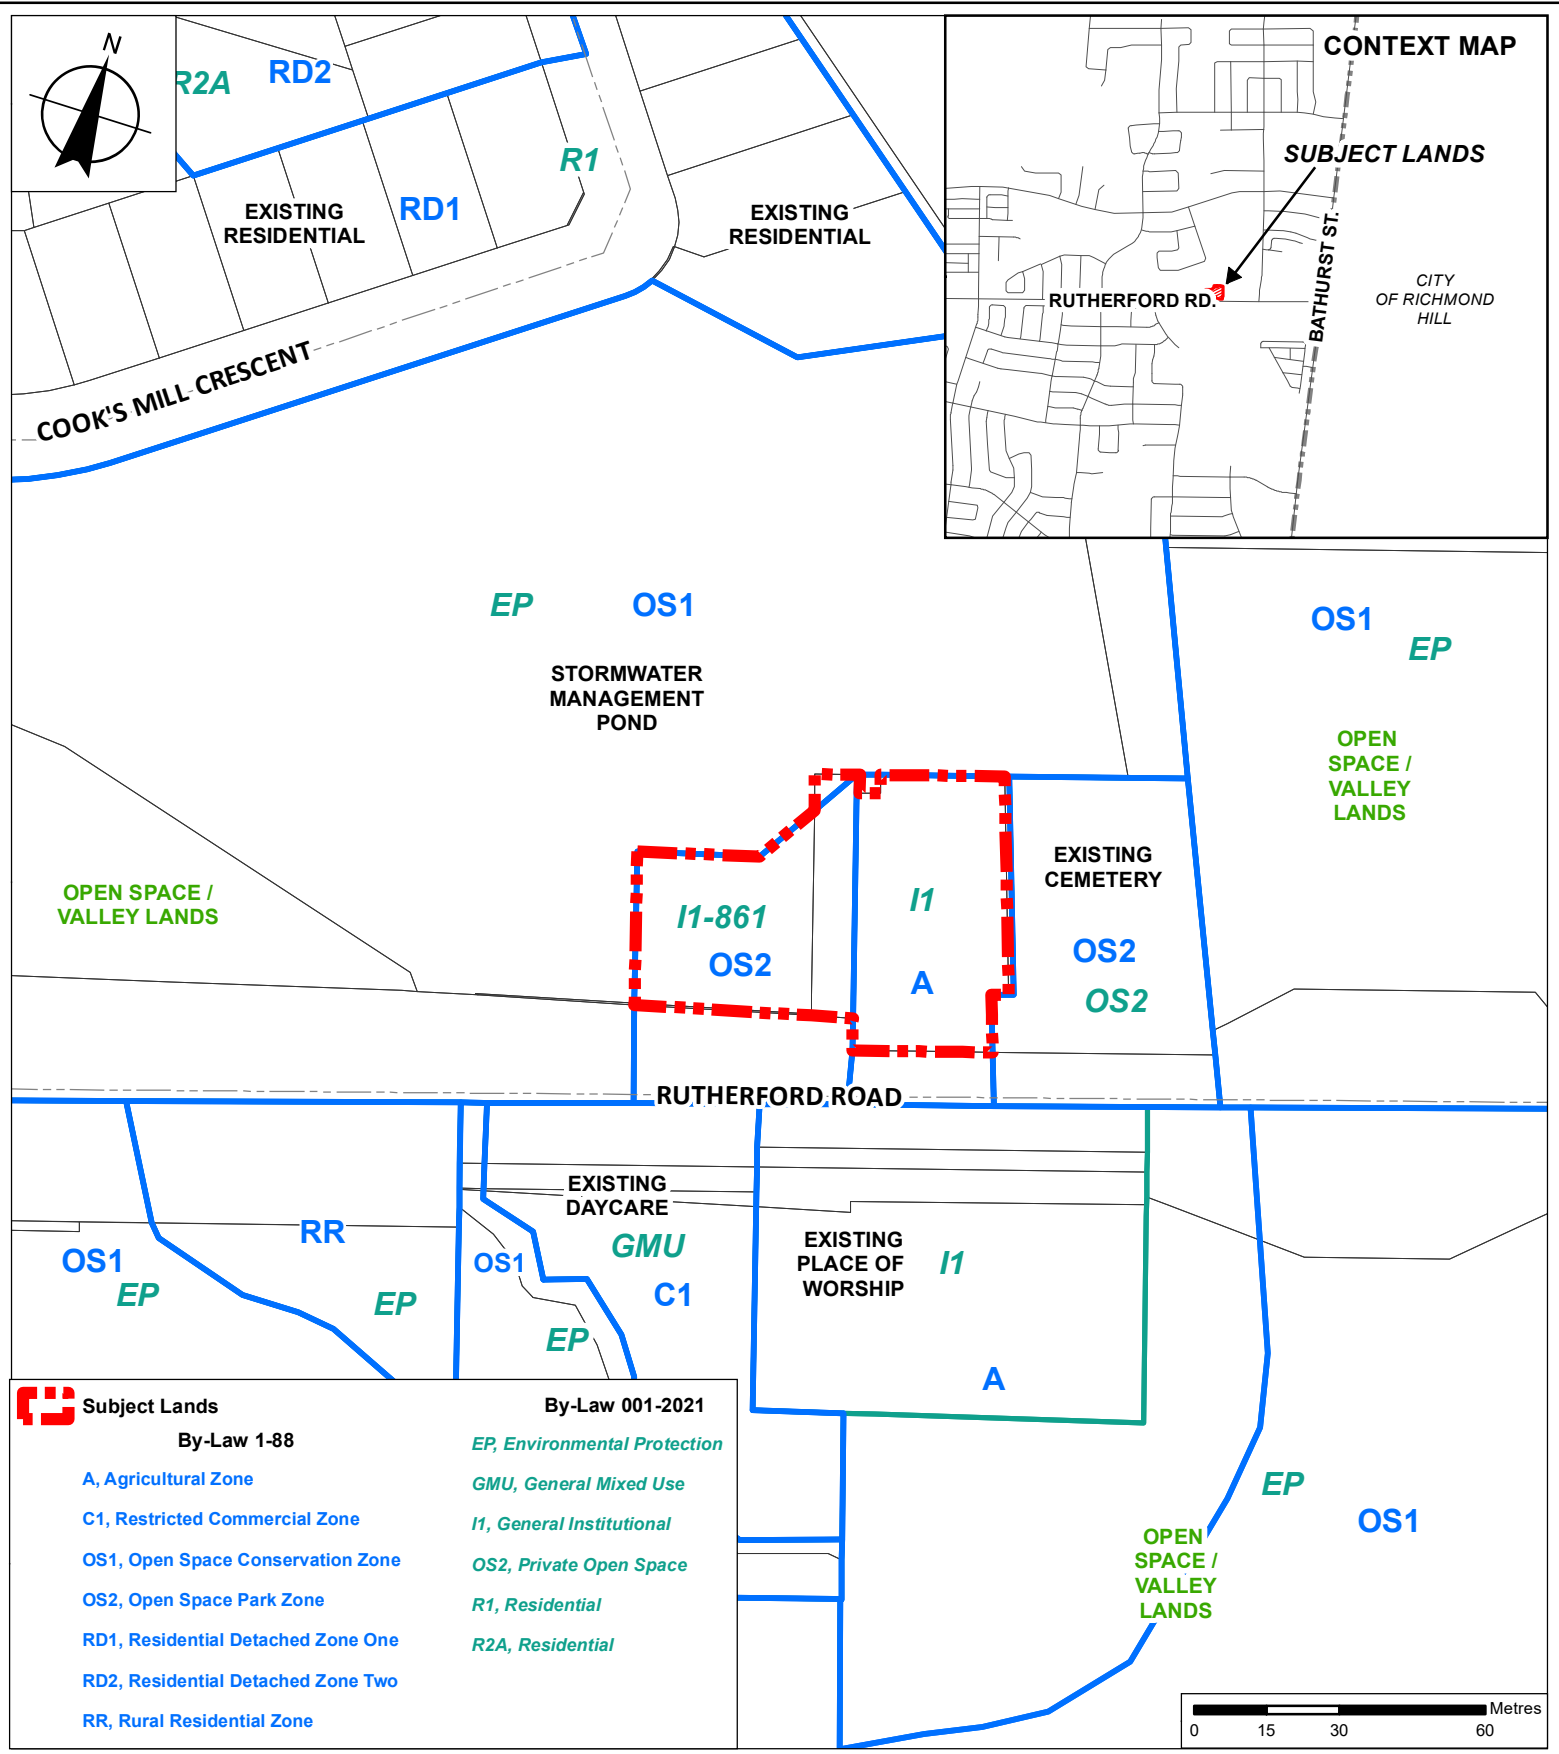 N
R2A
RD2
R1
RD1
EXISTING
RESIDENTIAL
EXISTING
RESIDENTIAL
COOK'S MILL CRESCENT
CONTEXT MAP
SUBJECT LANDS
BATHURST ST.
RUTHERFORD RD.
CITY
OF RICHMOND
HILL
EP
OS1
STORMWATER
MANAGEMENT
POND
OS1
EP
OPEN
SPACE /
VALLEY
LANDS
OPEN SPACE /
VALLEY LANDS
I1-861
OS2
I1
A
EXISTING
CEMETERY
OS2
OS2
RUTHERFORD ROAD
OS1
EP
RR
EP
OS1
EP
EXISTING
DAYCARE
GMU
C1
EXISTING
PLACE OF
WORSHIP
I1
A
EP
OS1
OPEN
SPACE /
VALLEY
LANDS
Subject Lands
By-Law 1-88
A, Agricultural Zone
C1, Restricted Commercial Zone
OS1, Open Space Conservation Zone
OS2, Open Space Park Zone
RD1, Residential Detached Zone One
RD2, Residential Detached Zone Two
RR, Rural Residential Zone
By-Law 001-2021
EP, Environmental Protection
GMU, General Mixed Use
I1, General Institutional
OS2, Private Open Space
R1, Residential
R2A, Residential
Metres
0 15 30 60